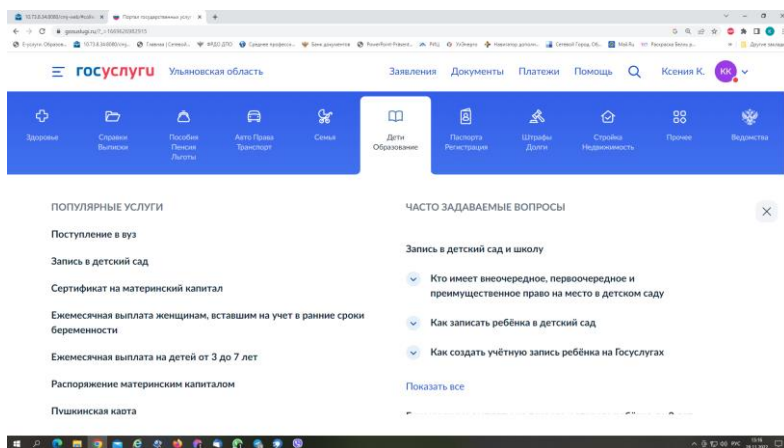 Портал государственных услуг
госуслуги Ульяновская область Заявления Документы Платежи Помощь Ксения К. КК
Здоровье
Справки
Выписки
Пособия
Пенсия
Льготы
Авто Права
Транспорт
Семья
Дети
Образование
Паспорта
Регистрация
Штрафы
Долги
Стройка
Недвижимость
Прочее
Ведомства
ПОПУЛЯРНЫЕ УСЛУГИ
Поступление в вуз
Запись в детский сад
Сертификат на материнский капитал
Ежемесячная выплата женщинам, вставшим на учет в ранние сроки
беременности
Ежемесячная выплата на детей от 3 до 7 лет
Распоряжение материнским капиталом
Пушкинская карта
ЧАСТО ЗАДАВАЕМЫЕ ВОПРОСЫ
Запись в детский сад и школу
Кто имеет внеочередное, первоочередное и
преимущественное право на место в детском саду
Как записать ребёнка в детский сад
Как создать учётную запись ребёнка на Госуслугах
Показать все